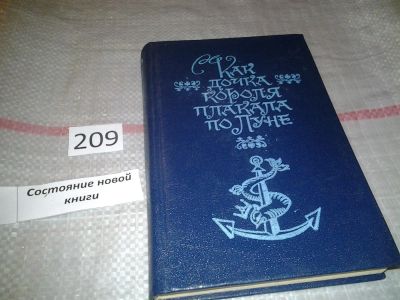 Как
дочка
короля
плакала
по Луне
209
Состояние новой
книги